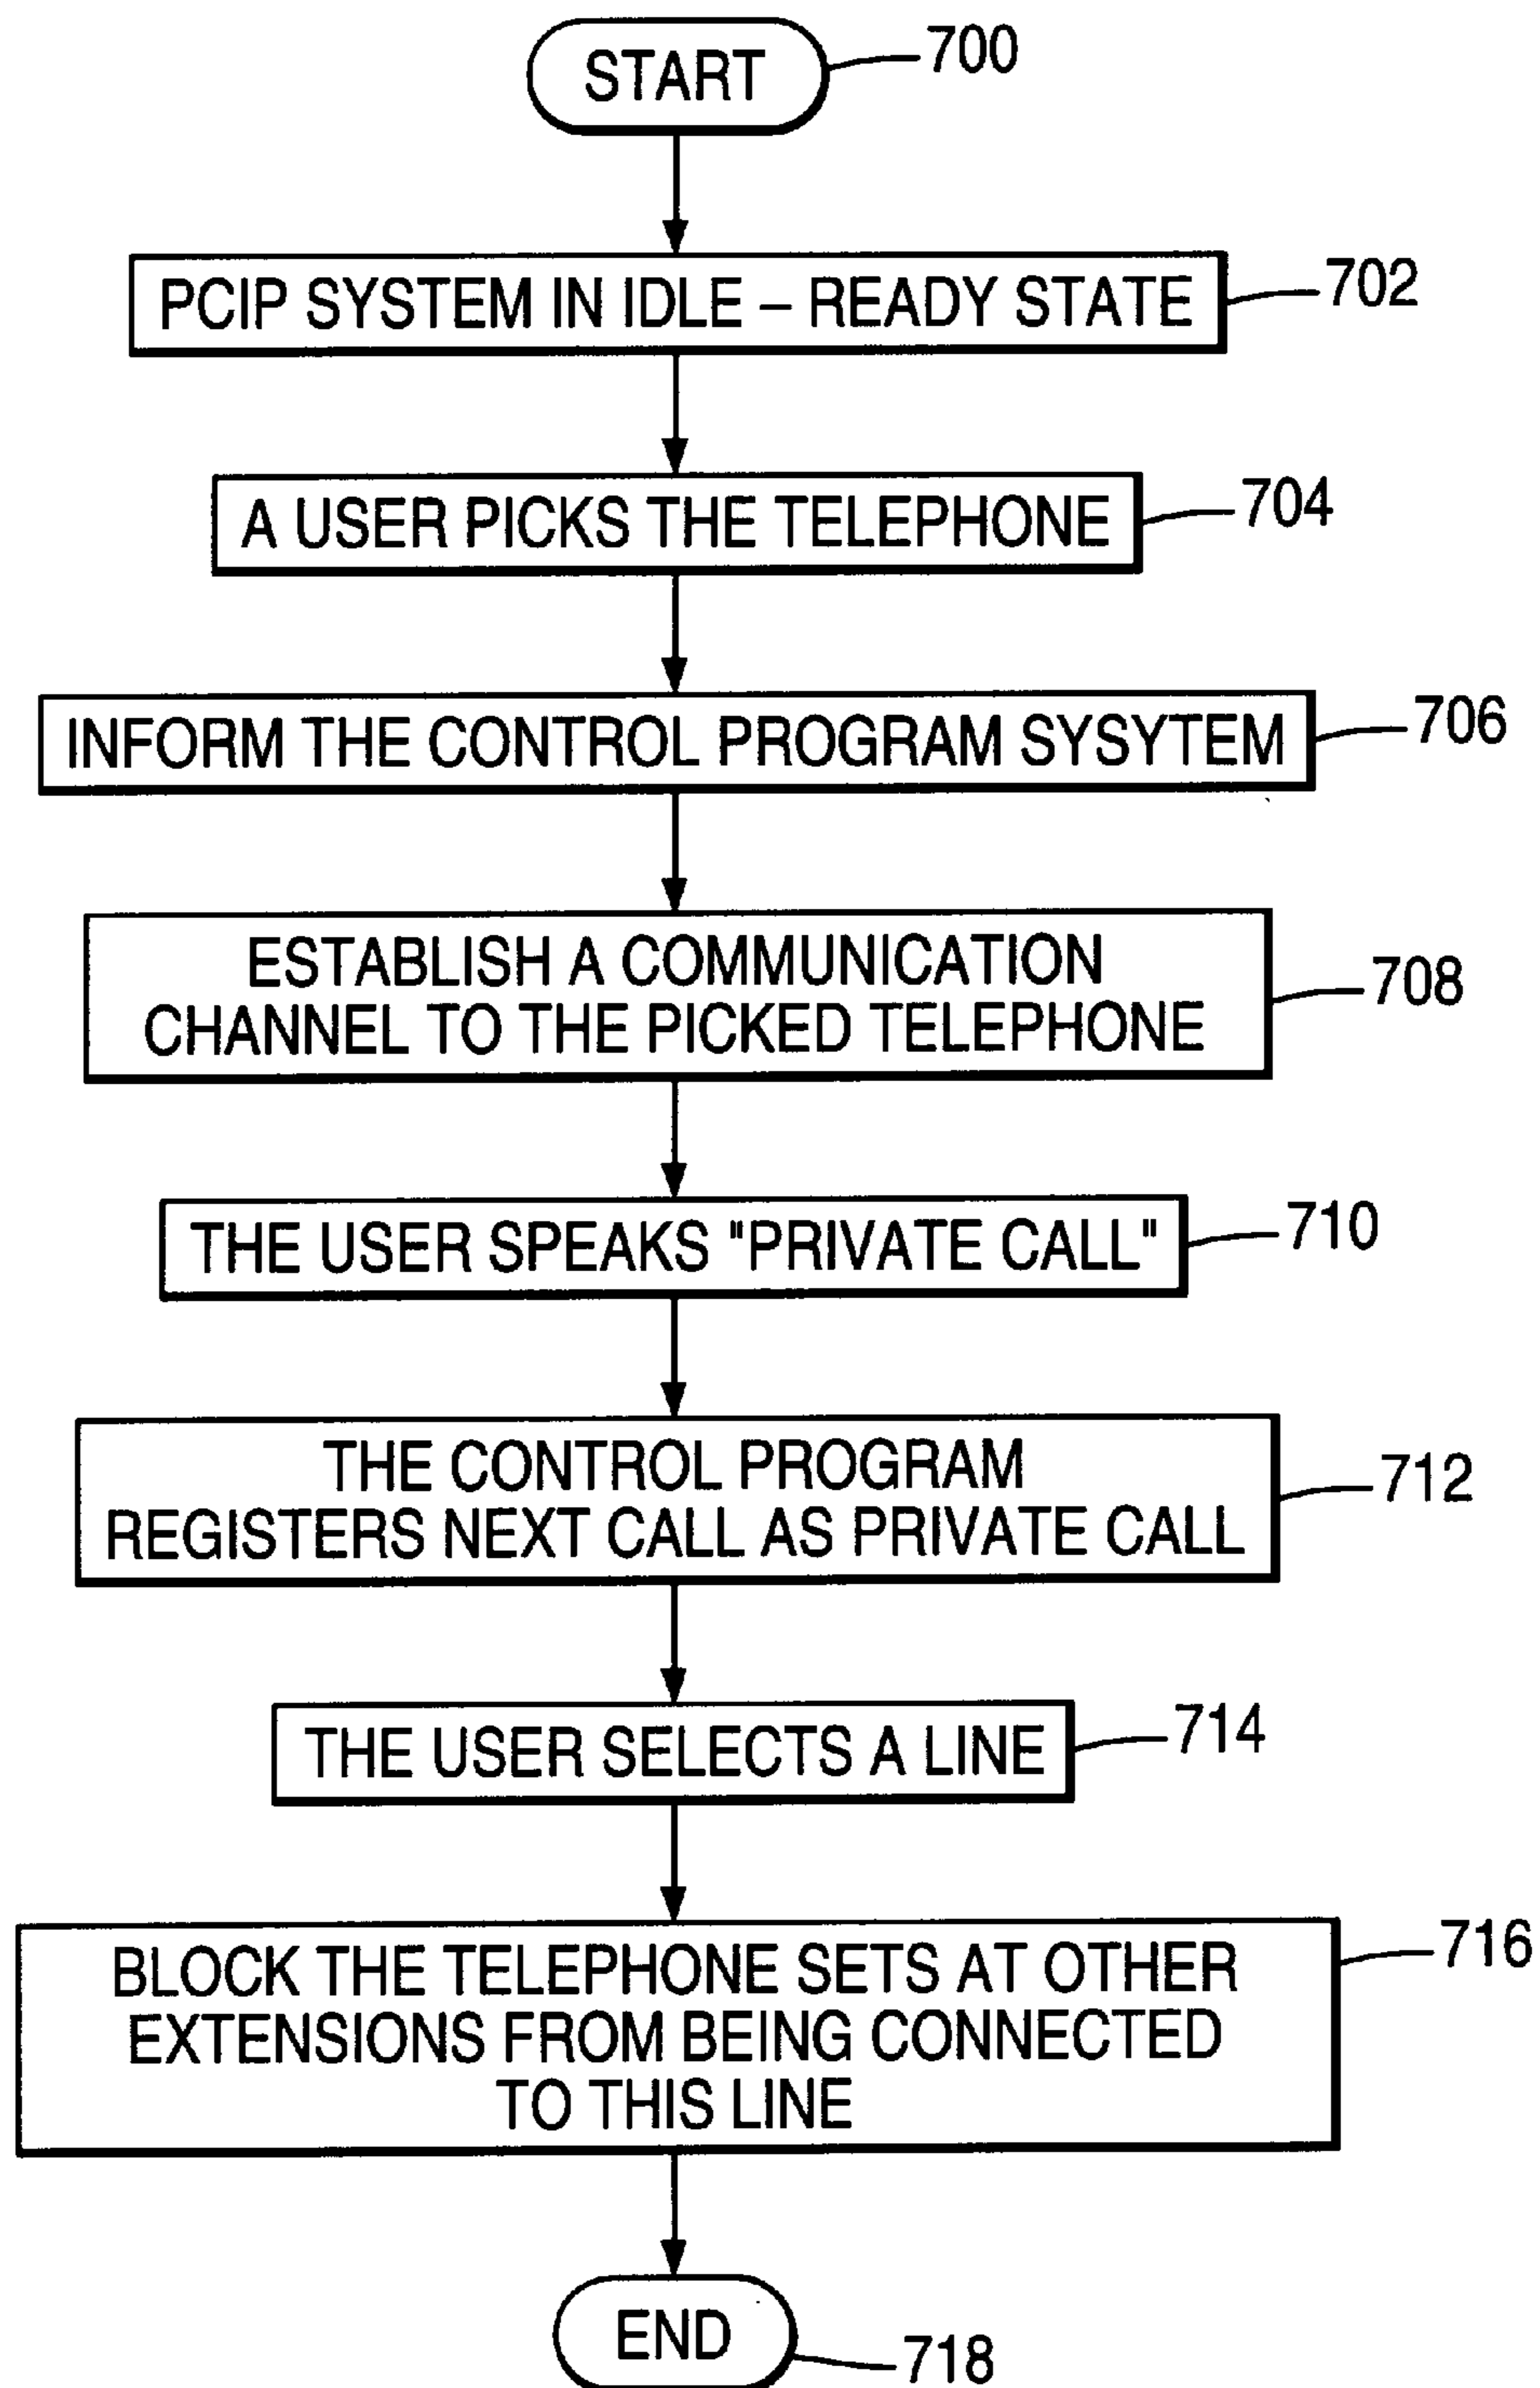 START
700
PCIP SYSTEM IN IDLE – READY STATE
702
A USER PICKS THE TELEPHONE
704
INFORM THE CONTROL PROGRAM SYSYTEM
706
ESTABLISH A COMMUNICATION
CHANNEL TO THE PICKED TELEPHONE
708
THE USER SPEAKS "PRIVATE CALL"
710
THE CONTROL PROGRAM
REGISTERS NEXT CALL AS PRIVATE CALL
712
THE USER SELECTS A LINE
714
BLOCK THE TELEPHONE SETS AT OTHER
EXTENSIONS FROM BEING CONNECTED
TO THIS LINE
716
END
718